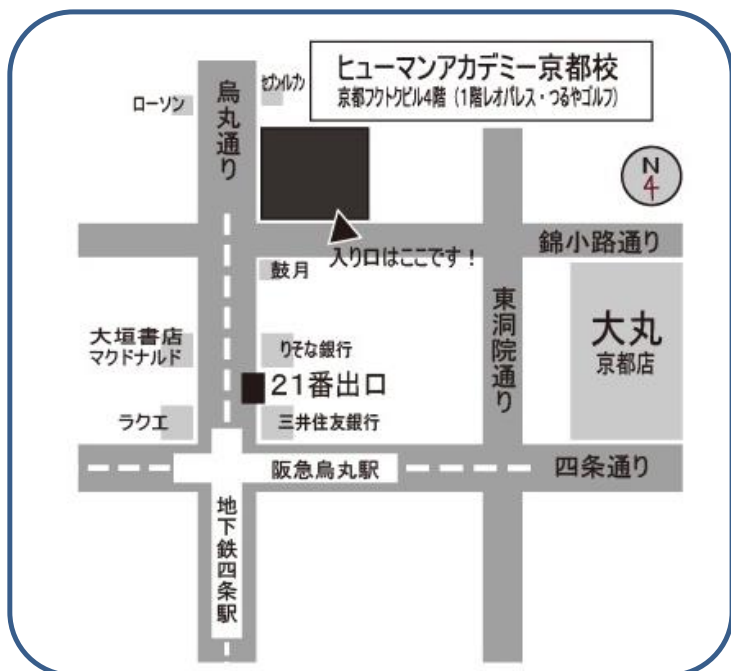 ヒューマンアカデミー京都校
京都フクトクビル4階（1階レオパレス・つるやゴルフ）
セブンイレブン
ローソン
烏丸通り
N
4
入り口はここです！
錦小路通り
鼓月
東洞院通り
大丸
京都店
大垣書店
マクドナルド
りそな銀行
21番出口
ラクエ
三井住友銀行
阪急烏丸駅
四条通り
地下鉄四条駅